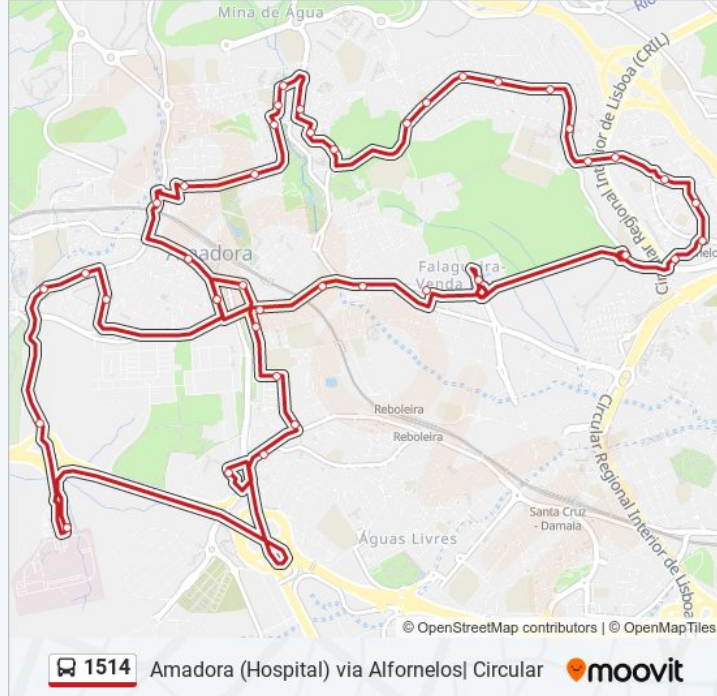 Mina de Água
Circular Regional Interior de Lisboa (CRIL)
Amadora
Falagueira-
Venda
Reboleira
Reboleira
Circular Regional Interior de Lisboa
Santa Cruz
- Damaia
Águas Livres
© OpenStreetMap contributors | © OpenMapTiles
1514 Amadora (Hospital) via Alfornelos| Circular moovit